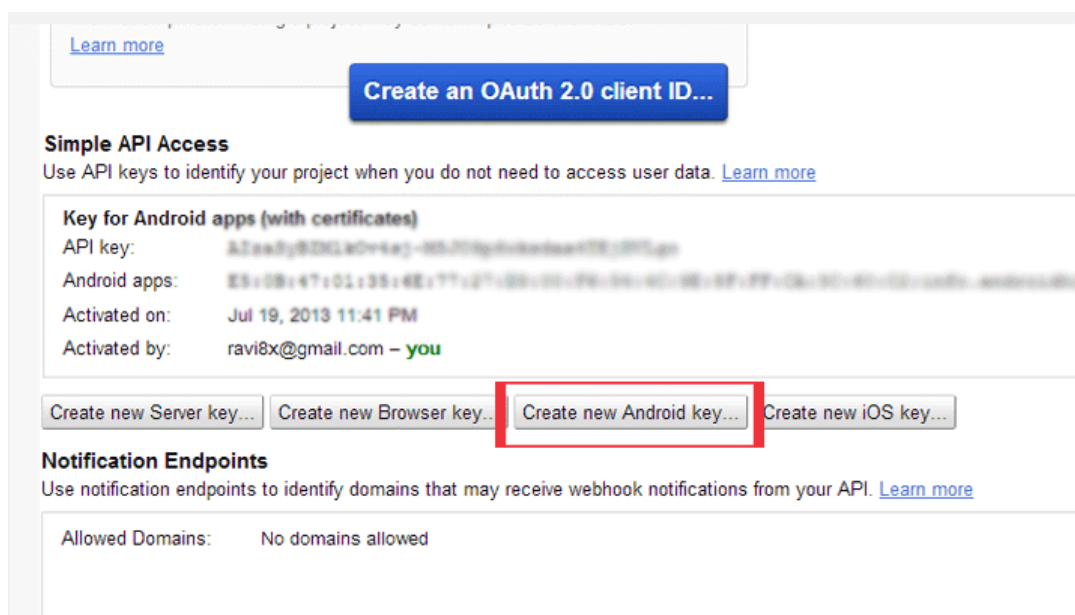 Learn more
Create an OAuth 2.0 client ID...
Simple API Access
Use API keys to identify your project when you do not need to access user data. Learn more
Key for Android apps (with certificates)
API key:
Android apps:
Activated on: Jul 19, 2013 11:41 PM
Activated by: ravi8x@gmail.com – you
Create new Server key... Create new Browser key... Create new Android key... Create new iOS key...
Notification Endpoints
Use notification endpoints to identify domains that may receive webhook notifications from your API. Learn more
Allowed Domains: No domains allowed